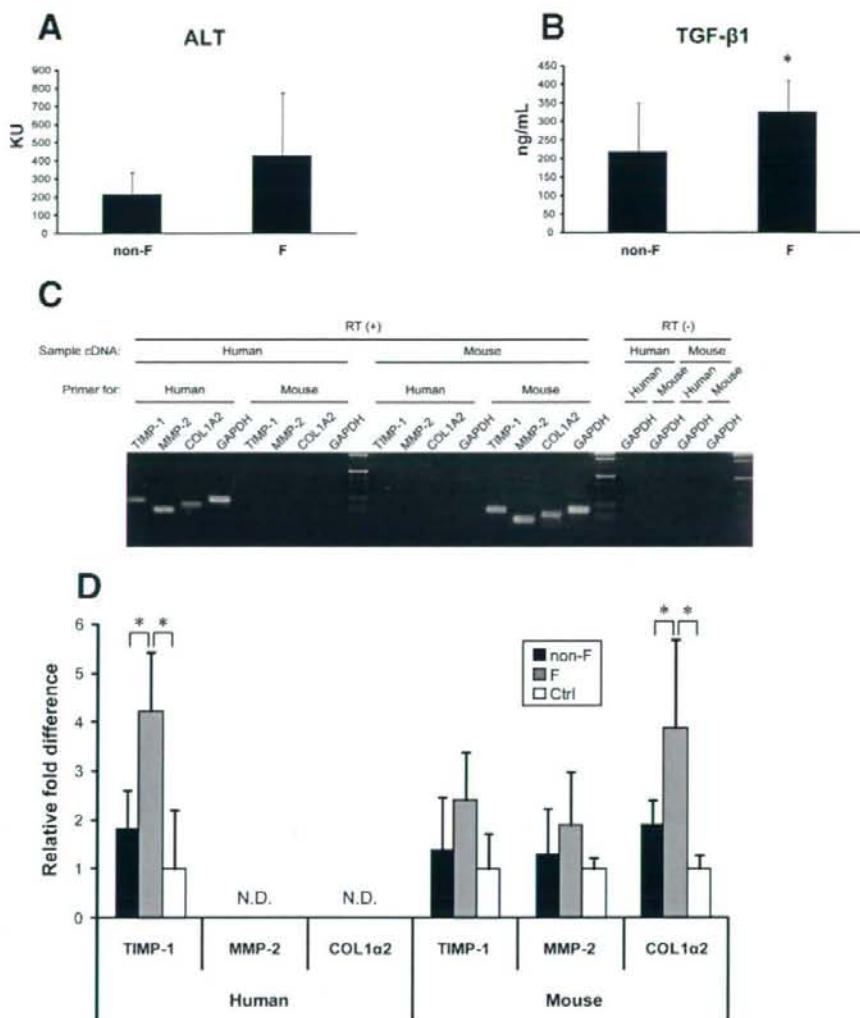 A
ALT
KU
900
800
700
600
500
400
300
200
100
0
non-F
F
B
TGF-β1
ng/mL
450
400
350
300
250
200
150
100
50
0
*
non-F
F
C
RT (+)
RT (-)
Sample cDNA:
Human
Mouse
Human
Mouse
Primer for:
Human
Mouse
Human
Mouse
Human
Mouse
Human
Mouse
TIMP-1
MMP-2
COL1A2
GAPDH
TIMP-1
MMP-2
COL1A2
GAPDH
TIMP-1
MMP-2
COL1A2
GAPDH
TIMP-1
MMP-2
COL1A2
GAPDH
GAPDH
GAPDH
GAPDH
GAPDH
D
Relative fold difference
6
5
4
3
2
1
0
* *
* *
non-F
F
Ctrl
N.D.
N.D.
TIMP-1
MMP-2
COL1α2
TIMP-1
MMP-2
COL1α2
Human
Mouse